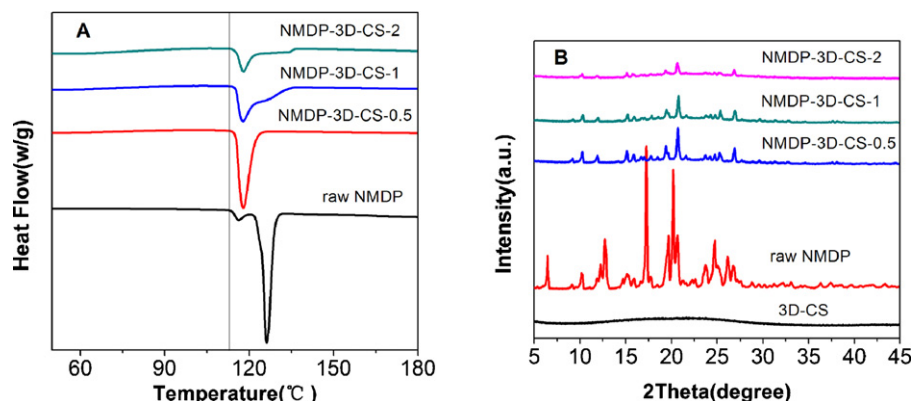 A
NMDP-3D-CS-2
NMDP-3D-CS-1
NMDP-3D-CS-0.5
raw NMDP
Heat Flow(w/g)
60 90 120 150 180
Temperature(℃)
B
NMDP-3D-CS-2
NMDP-3D-CS-1
NMDP-3D-CS-0.5
raw NMDP
3D-CS
Intensity(a.u.)
5 10 15 20 25 30 35 40 45
2Theta(degree)